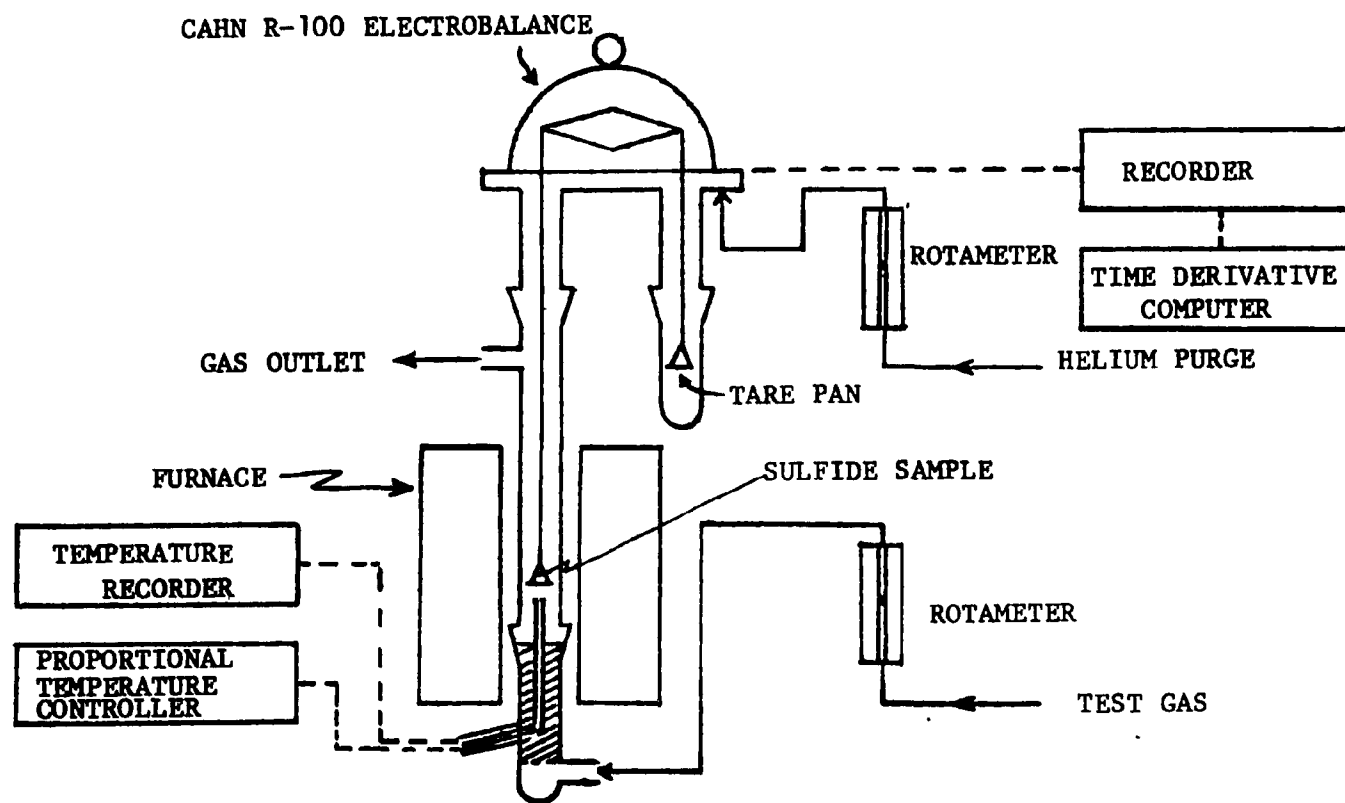 CAHN R-100 ELECTROBALANCE
RECORDER
ROTAMETER
TIME DERIVATIVE
COMPUTER
GAS OUTLET
HELIUM PURGE
TARE PAN
FURNACE
SULFIDE SAMPLE
TEMPERATURE
RECORDER
ROTAMETER
PROPORTIONAL
TEMPERATURE
CONTROLLER
TEST GAS